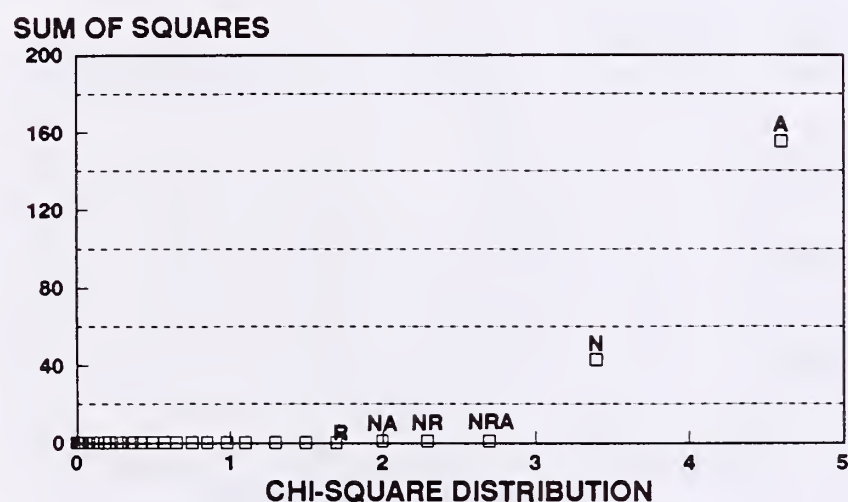 SUM OF SQUARES
200
160
120
80
40
0
A
N
R NA NR NRA
0 1 2 3 4 5
CHI-SQUARE DISTRIBUTION